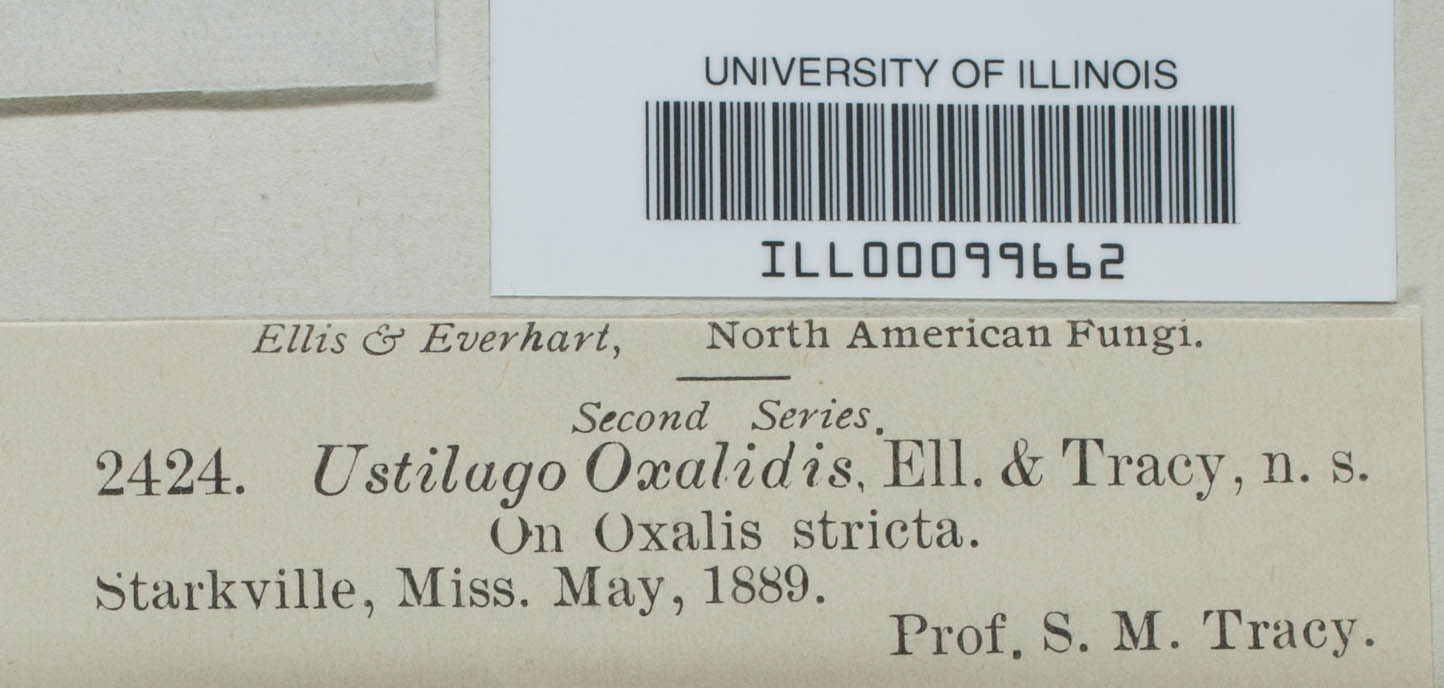 UNIVERSITY OF ILLINOIS
ILL00099662
Ellis & Everhart, North American Fungi.
Second Series.
2424. Ustilago Oxalidis, Ell. & Tracy, n. s.
On Oxalis stricta.
Starkville, Miss. May, 1889.
Prof. S. M. Tracy.